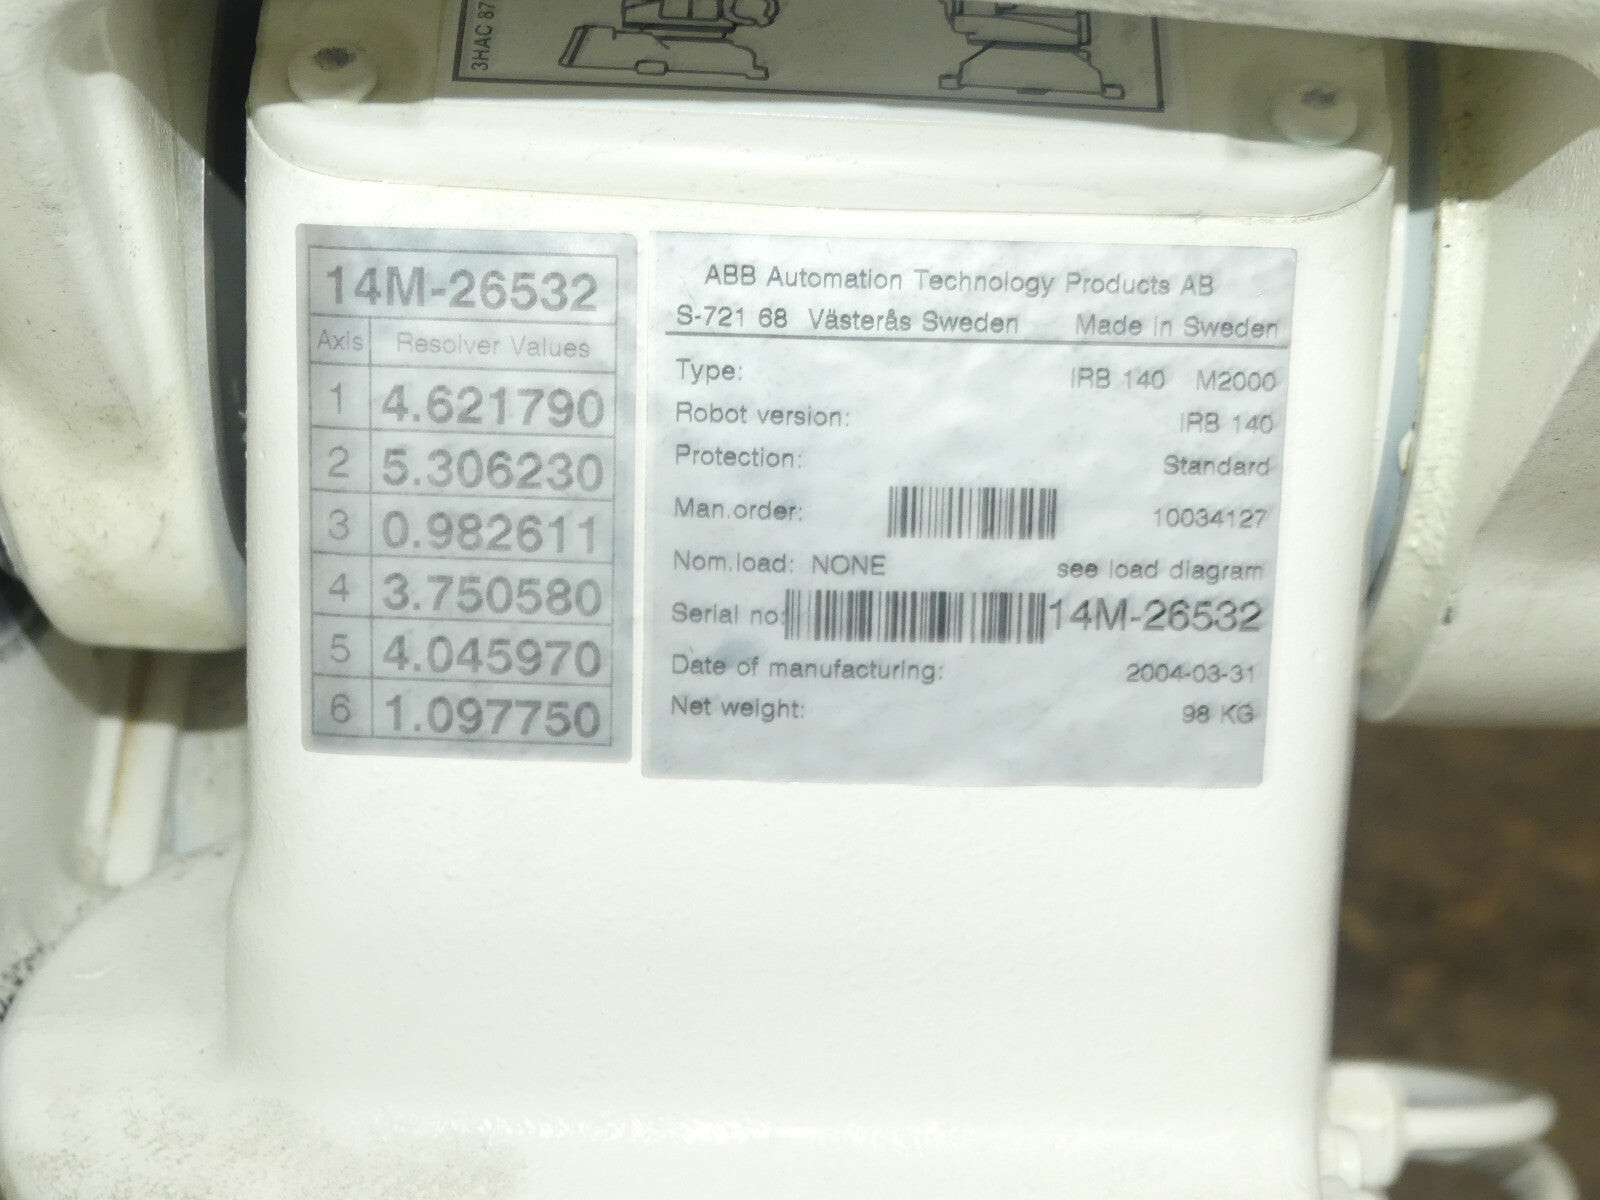 3HAC 87
14M-26532
Axis Resolver Values
1 4.621790
2 5.306230
3 0.982611
4 3.750580
5 4.045970
6 1.097750
ABB Automation Technology Products AB
S-721 68 Västerås Sweden Made in Sweden
Type: IRB 140 M2000
Robot version: IRB 140
Protection: Standard
Man.order: 10034127
Nom.load: NONE see load diagram
Serial no: 14M-26532
Date of manufacturing: 2004-03-31
Net weight: 98 KG